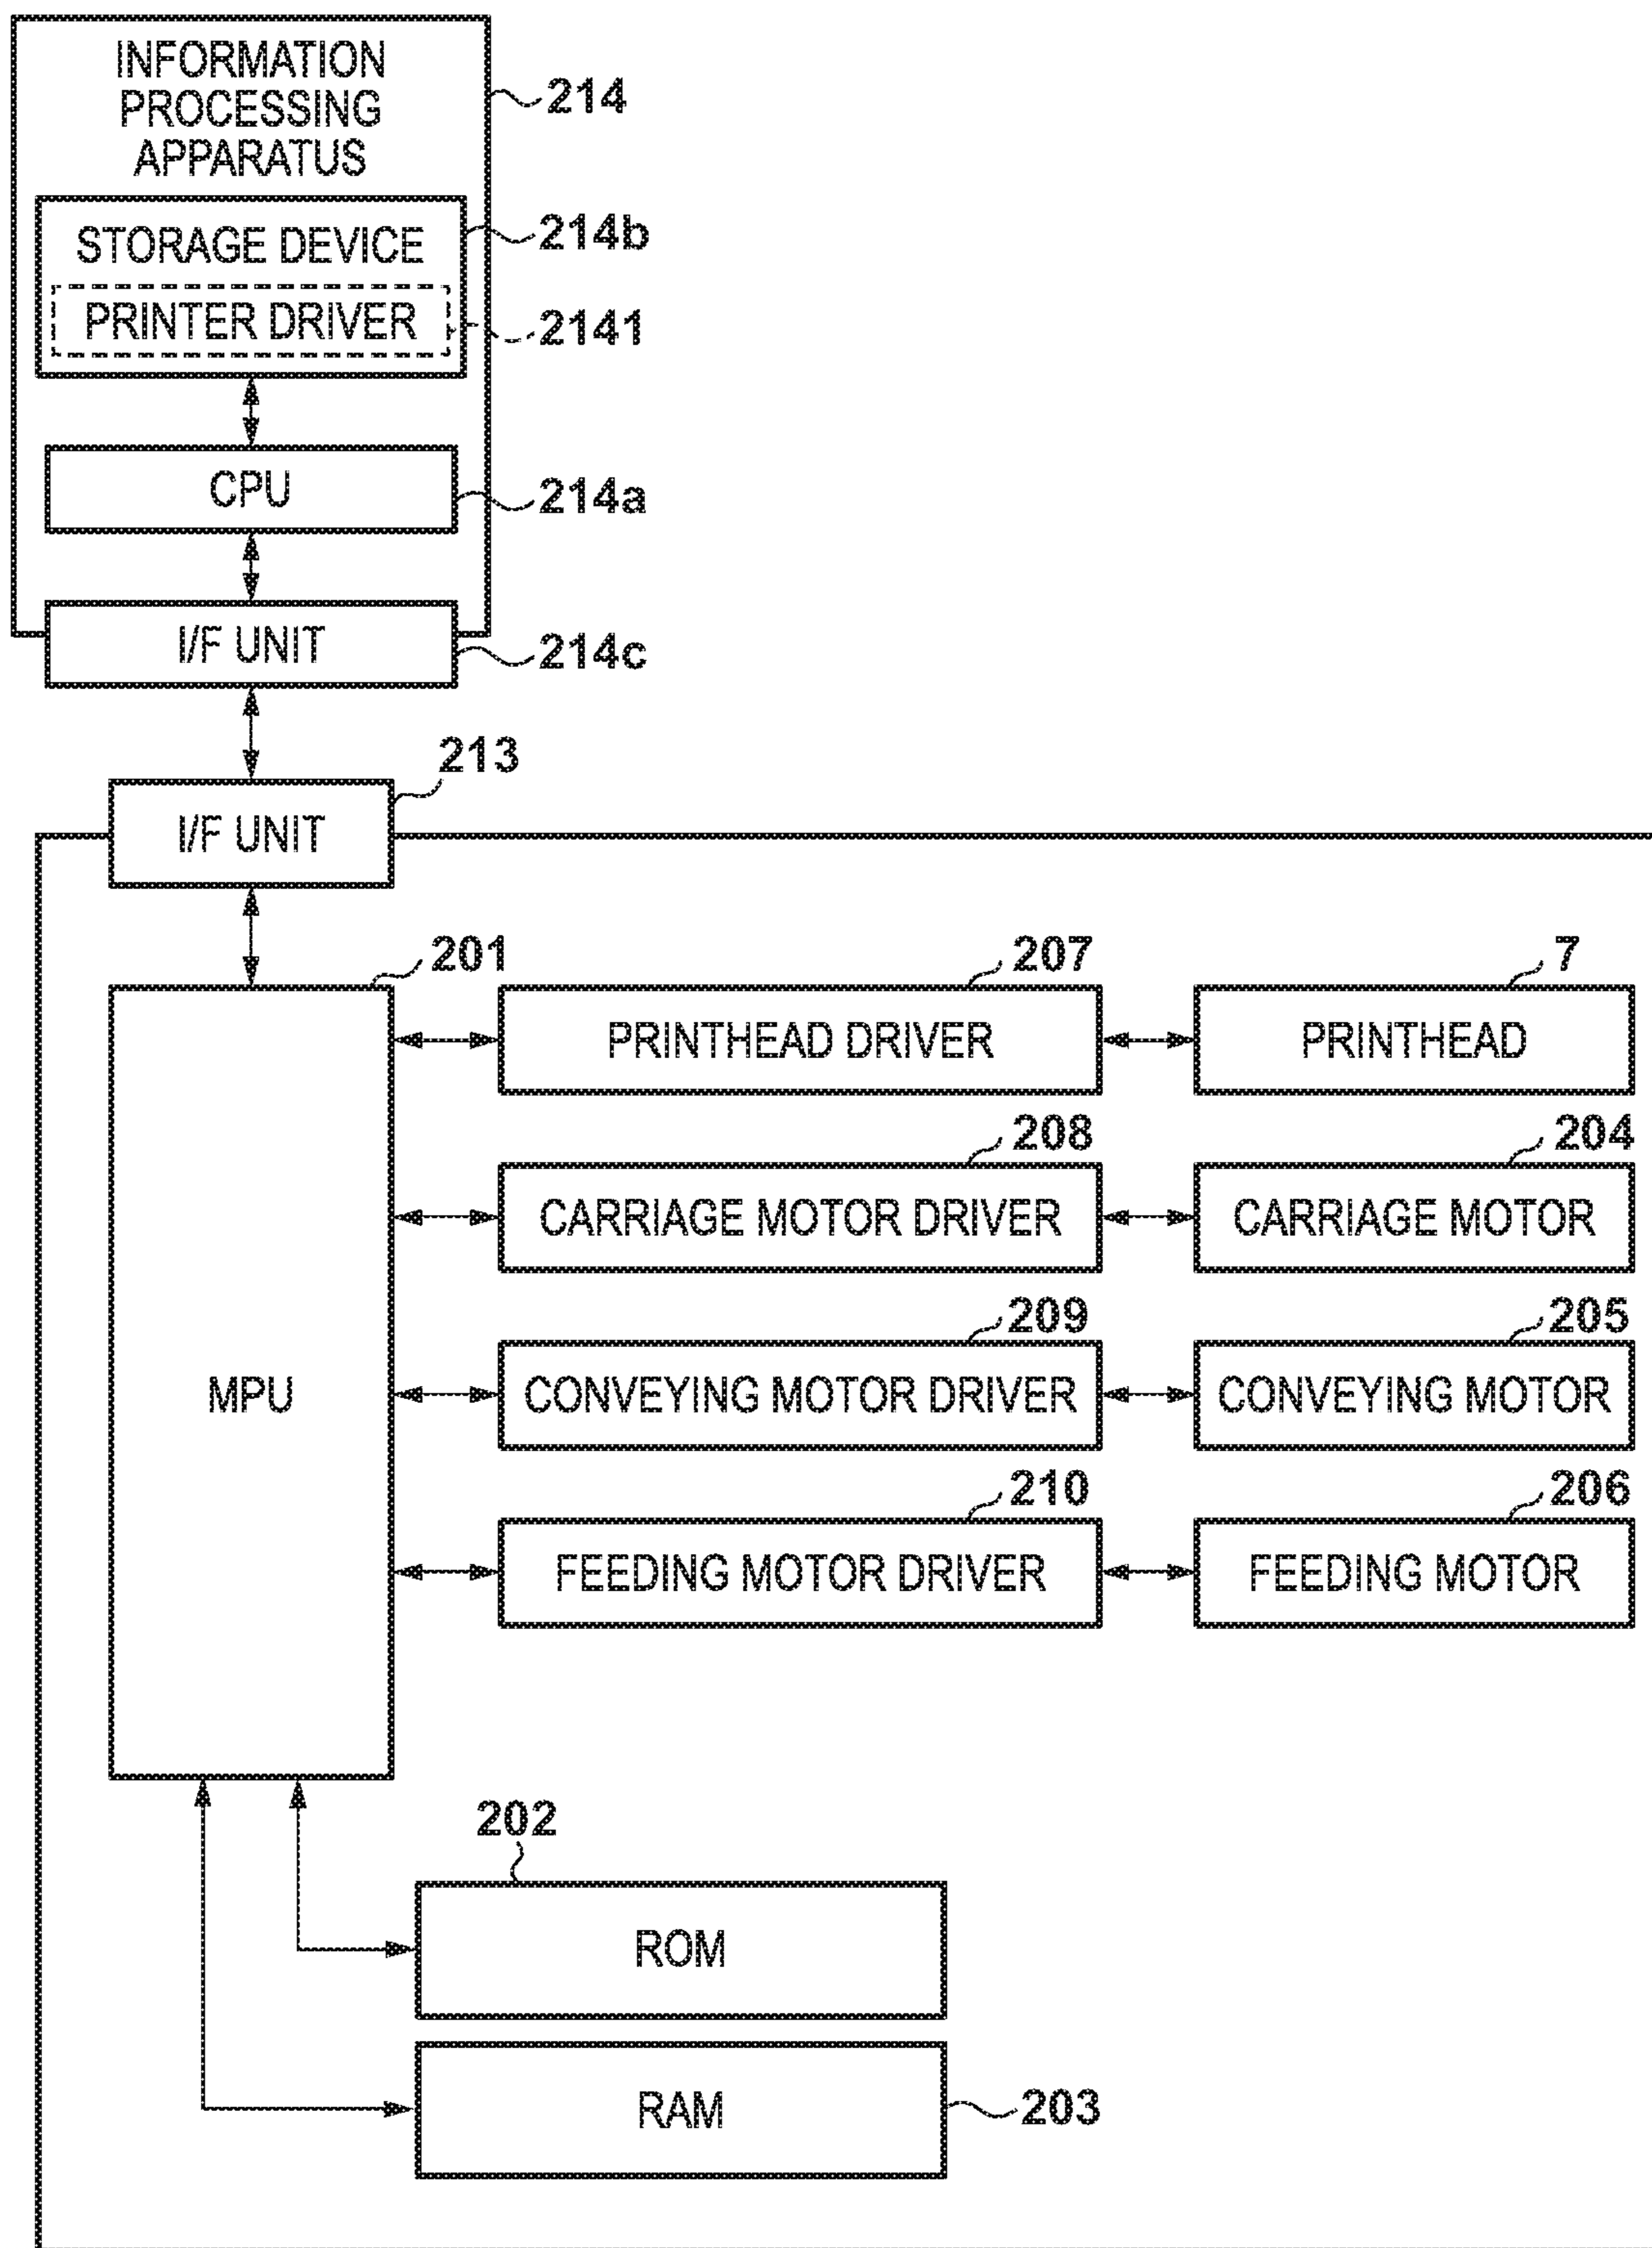 INFORMATION
PROCESSING
APPARATUS
214
STORAGE DEVICE
214b
PRINTER DRIVER
2141
CPU
214a
I/F UNIT
214c
213
I/F UNIT
201
207
7
MPU
PRINTHEAD DRIVER
PRINTHEAD
208
204
CARRIAGE MOTOR DRIVER
CARRIAGE MOTOR
209
205
CONVEYING MOTOR DRIVER
CONVEYING MOTOR
210
206
FEEDING MOTOR DRIVER
FEEDING MOTOR
202
ROM
RAM
203